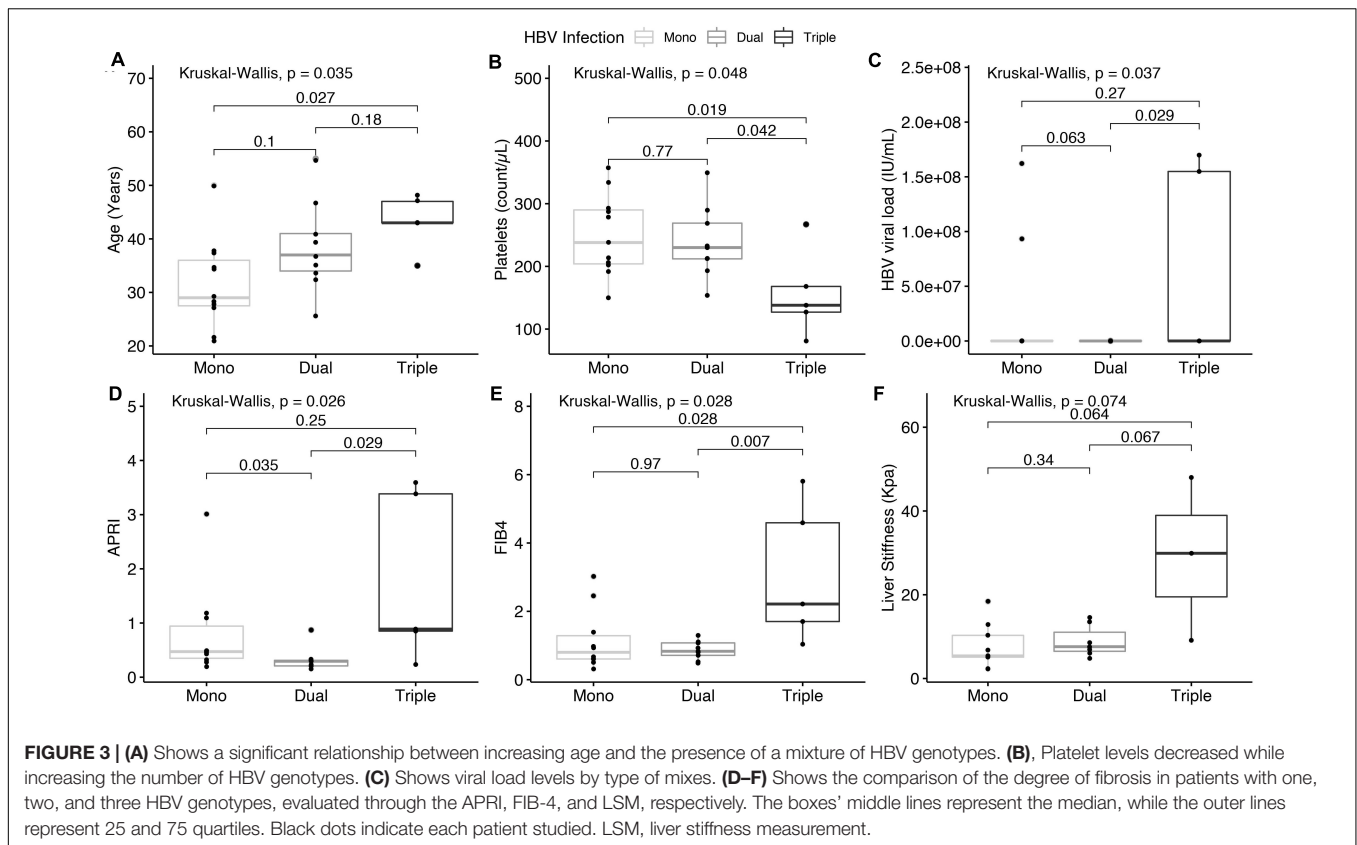 HBV Infection Mono Dual Triple
A
Kruskal-Wallis, p = 0.035
0.027
0.18
0.1
70
60
50
40
30
20
Age (Years)
Mono Dual Triple
B
Kruskal-Wallis, p = 0.048
0.019
0.042
0.77
500
400
300
200
100
Platelets (count/µL)
Mono Dual Triple
C
Kruskal-Wallis, p = 0.037
0.27
0.029
0.063
2.5e+08
2.0e+08
1.5e+08
1.0e+08
5.0e+07
0.0e+00
HBV viral load (IU/mL)
Mono Dual Triple
D
Kruskal-Wallis, p = 0.026
0.25
0.029
0.035
5
4
3
2
1
0
APRI
Mono Dual Triple
E
Kruskal-Wallis, p = 0.028
0.028
0.007
0.97
8
6
4
2
0
FIB4
Mono Dual Triple
F
Kruskal-Wallis, p = 0.074
0.064
0.067
0.34
60
40
20
0
Liver Stiffness (Kpa)
Mono Dual Triple
FIGURE 3 | (A) Shows a significant relationship between increasing age and the presence of a mixture of HBV genotypes. (B), Platelet levels decreased while
increasing the number of HBV genotypes. (C) Shows viral load levels by type of mixes. (D–F) Shows the comparison of the degree of fibrosis in patients with one,
two, and three HBV genotypes, evaluated through the APRI, FIB-4, and LSM, respectively. The boxes' middle lines represent the median, while the outer lines
represent 25 and 75 quartiles. Black dots indicate each patient studied. LSM, liver stiffness measurement.